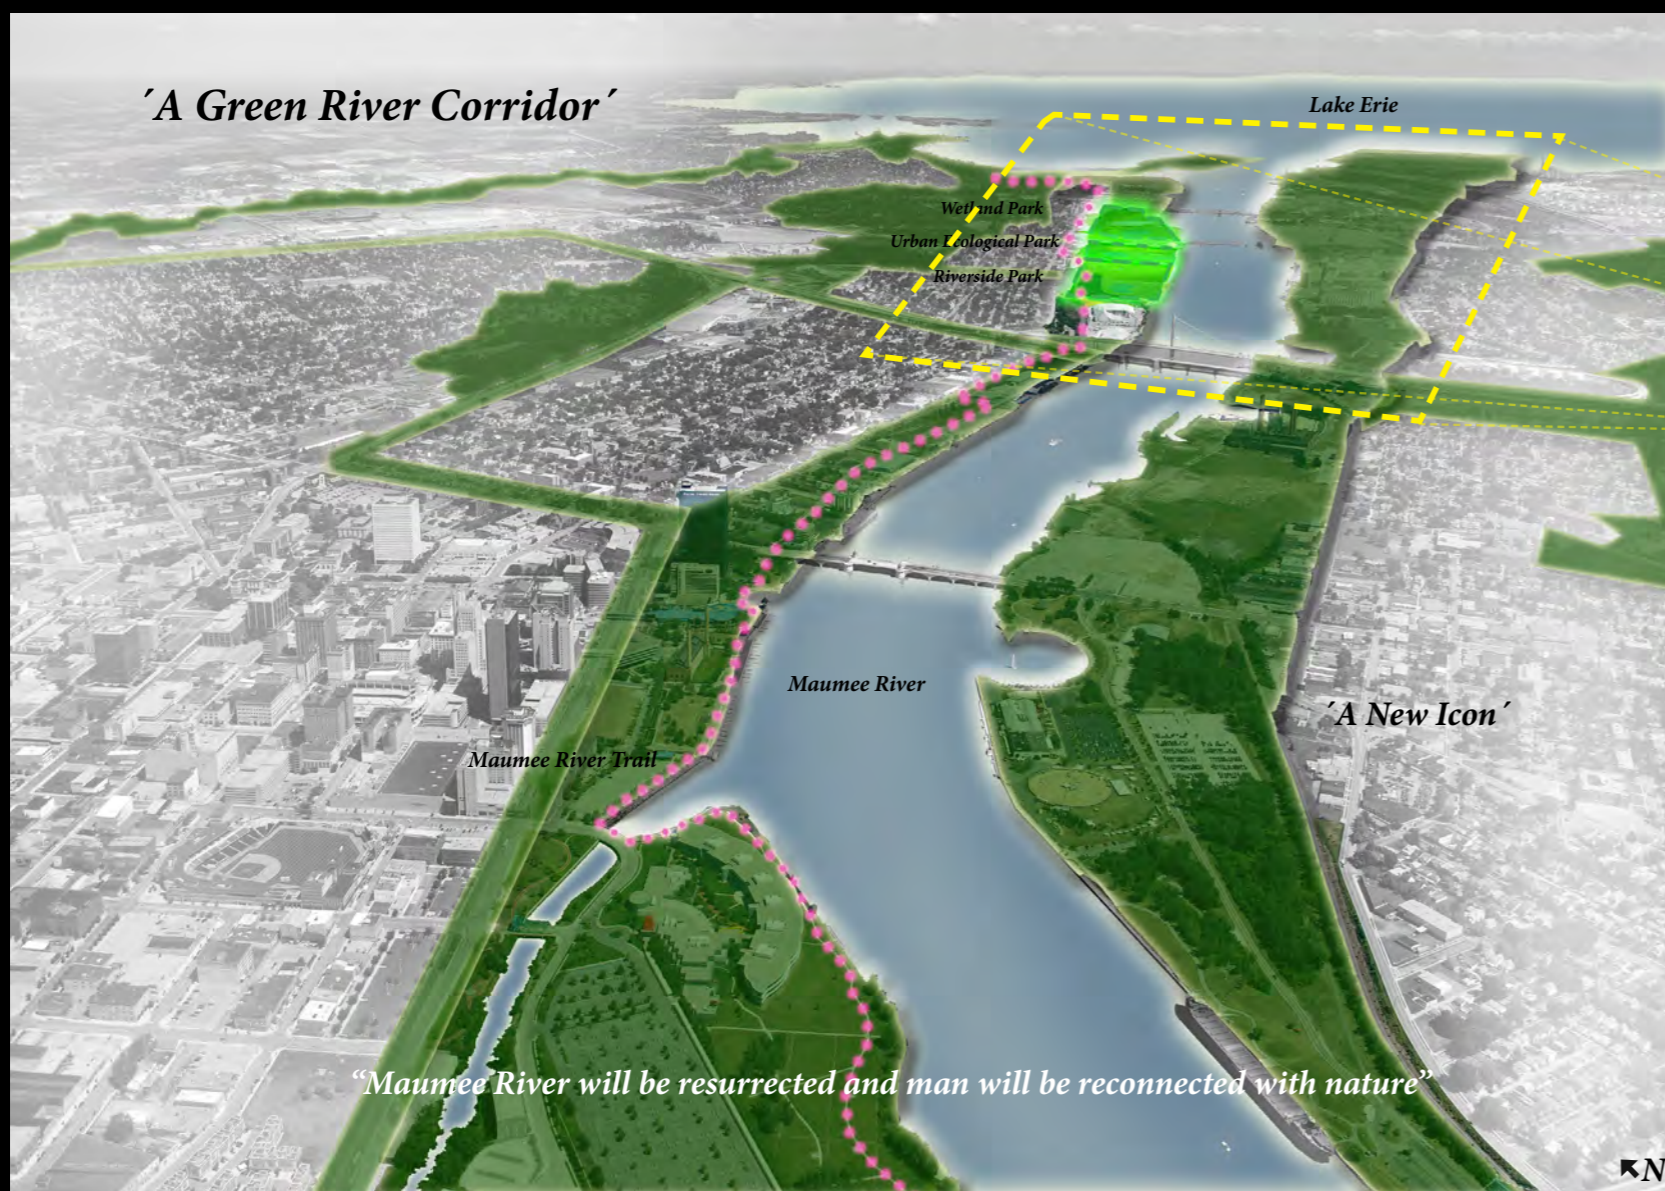 ´A Green River Corridor´
Lake Erie
Wetland Park
Urban Ecological Park
Riverside Park
Maumee River
´A New Icon´
Maumee River Trail
“Maumee River will be resurrected and man will be reconnected with nature”
N